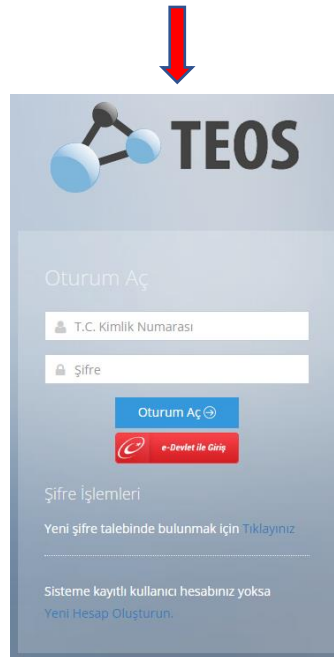 TEOS
Oturum Aç
T.C. Kimlik Numarası
Şifre
Oturum Aç
e-Devlet ile Giriş
Şifre İşlemleri
Yeni şifre talebinde bulunmak için Tıklayınız
Sisteme kayıtlı kullanıcı hesabınız yoksa
Yeni Hesap Oluşturun.